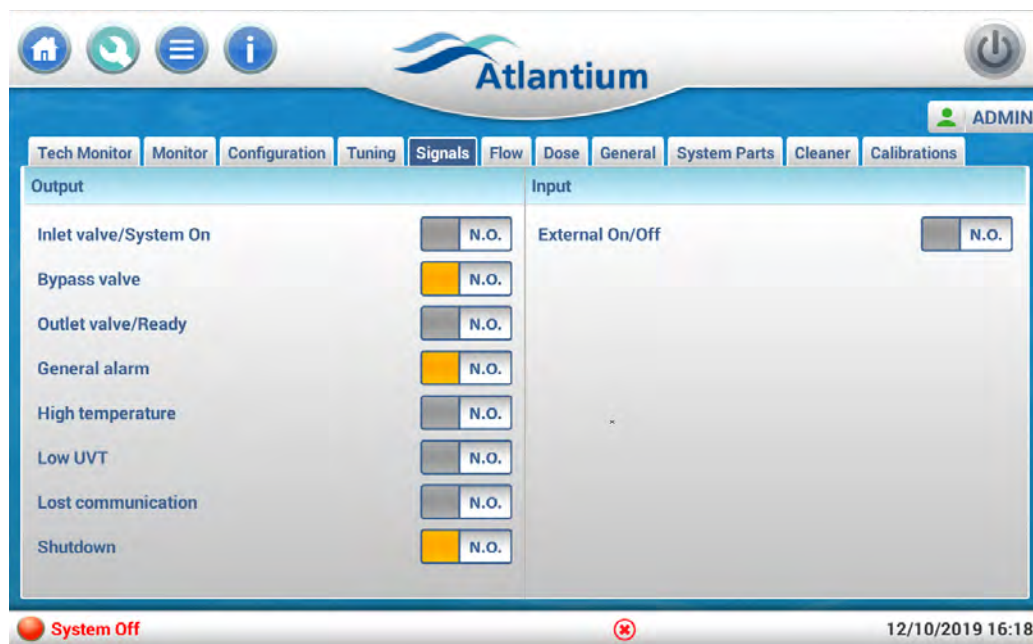 Atlantium
ADMIN
Tech Monitor Monitor Configuration Tuning Signals Flow Dose General System Parts Cleaner Calibrations
Output
Input
Inlet valve/System On N.O.
External On/Off N.O.
Bypass valve N.O.
Outlet valve/Ready N.O.
General alarm N.O.
High temperature N.O.
Low UVT N.O.
Lost communication N.O.
Shutdown N.O.
System Off
12/10/2019 16:18